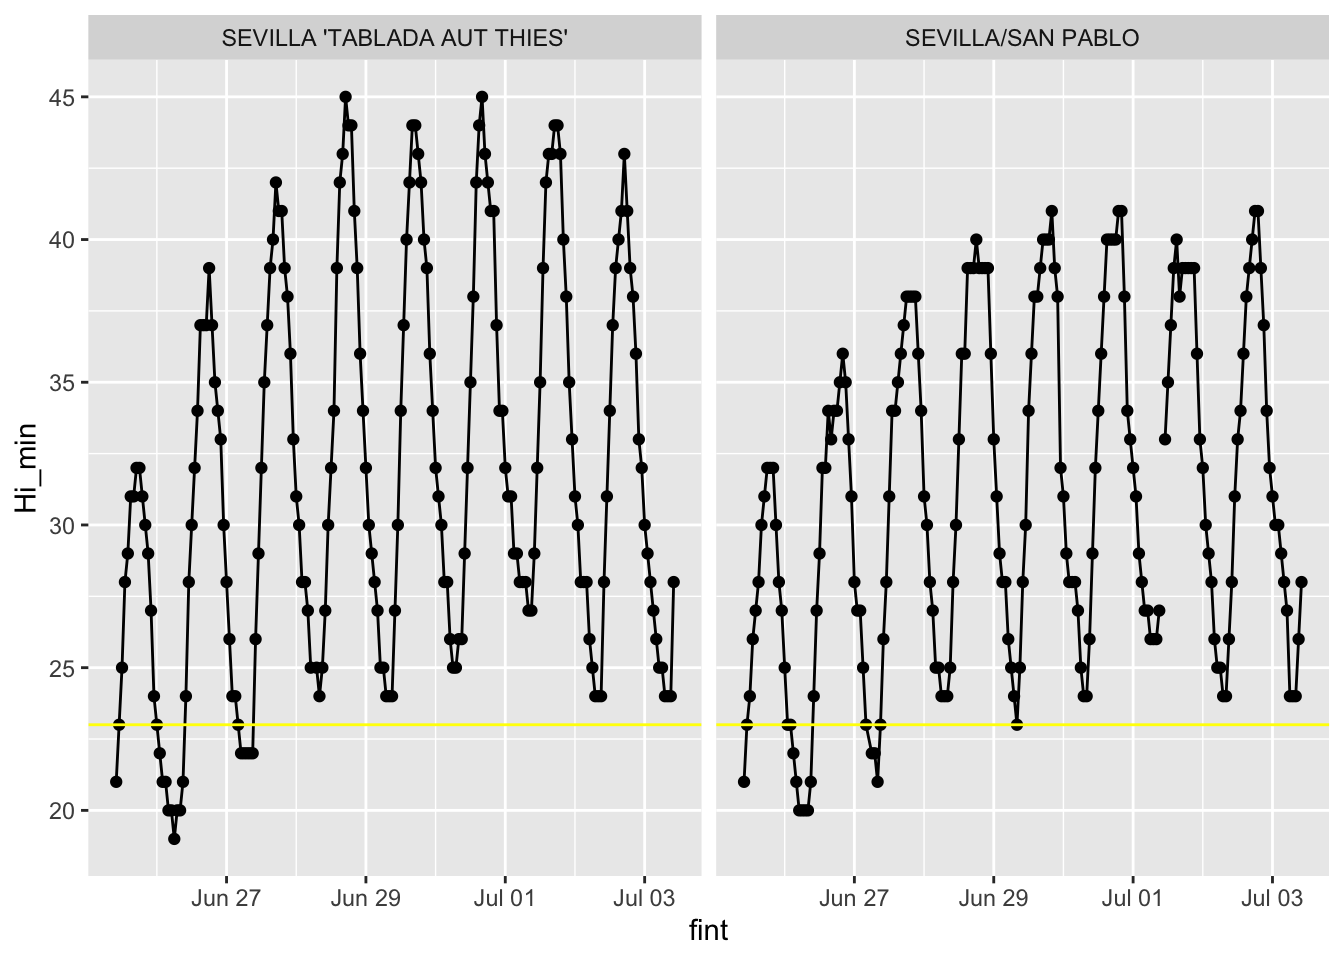 SEVILLA 'TABLADA AUT THIES'
SEVILLA/SAN PABLO
Hi_min
45
40
35
30
25
20
Jun 27
Jun 29
Jul 01
Jul 03
Jun 27
Jun 29
Jul 01
Jul 03
fint